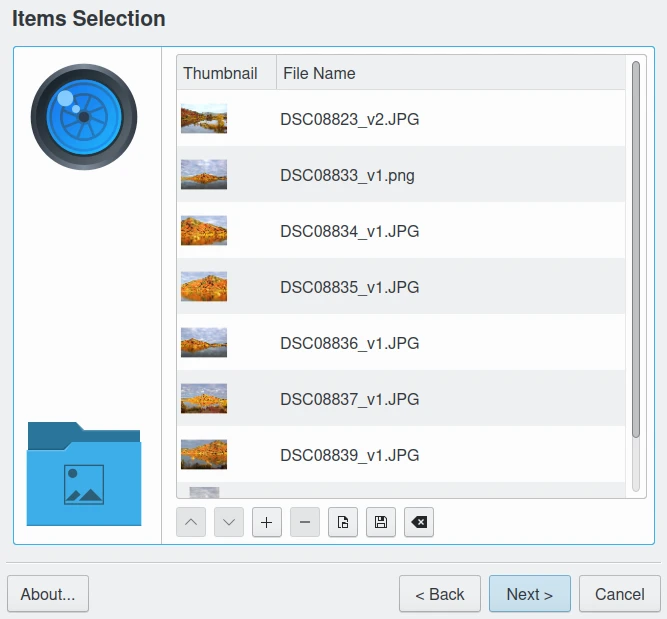 Items Selection
Thumbnail File Name
DSC08823_v2.JPG
DSC08833_v1.png
DSC08834_v1.JPG
DSC08835_v1.JPG
DSC08836_v1.JPG
DSC08837_v1.JPG
DSC08839_v1.JPG
About... < Back Next > Cancel